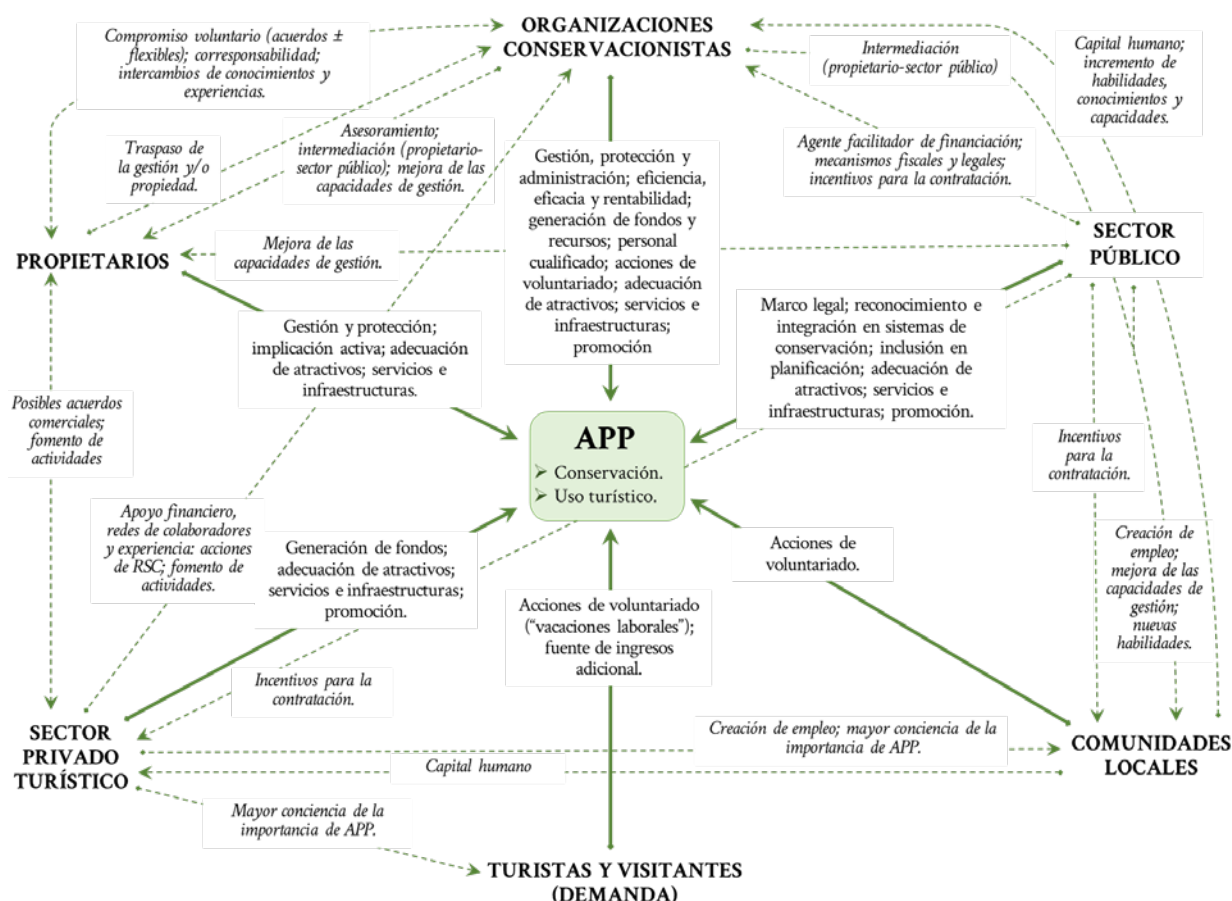 ORGANIZACIONES
CONSERVACIONISTAS
Compromiso voluntario (acuerdos ±
flexibles); corresponsabilidad;
intercambios de conocimientos y
experiencias.
Intermediación
(propietario-sector público)
Capital humano;
incremento de
habilidades,
conocimientos y
capacidades.
Traspaso de
la gestión y/o
propiedad.
Asesoramiento;
intermediación (propietario-
sector público); mejora de las
capacidades de gestión.
Gestión, protección y
administración; eficiencia,
eficacia y rentabilidad;
generación de fondos y
recursos; personal
cualificado; acciones de
voluntariado; adecuación
de atractivos; servicios e
infraestructuras;
promoción
Agente facilitador de financiación;
mecanismos fiscales y legales;
incentivos para la contratación.
PROPIETARIOS
Mejora de las
capacidades de gestión.
SECTOR
PÚBLICO
Gestión y protección;
implicación activa; adecuación
de atractivos; servicios e
infraestructuras.
Marco legal; reconocimiento e
integración en sistemas de
conservación; inclusión en
planificación; adecuación de
atractivos; servicios e
infraestructuras; promoción.
Posibles acuerdos
comerciales;
fomento de
actividades
APP
➢ Conservación.
➢ Uso turístico.
Incentivos
para la
contratación.
Apoyo financiero,
redes de colaboradores
y experiencia: acciones
de RSC; fomento de
actividades.
Generación de fondos;
adecuación de atractivos;
servicios e infraestructuras;
promoción.
Acciones de
voluntariado.
Creación de
empleo;
mejora de las
capacidades de
gestión;
nuevas
habilidades.
Acciones de voluntariado
(“vacaciones laborales”);
fuente de ingresos
adicional.
Incentivos para la
contratación.
SECTOR
PRIVADO
TURÍSTICO
Creación de empleo; mayor conciencia de la
importancia de APP.
Capital humano
COMUNIDADES
LOCALES
Mayor conciencia de la
importancia de APP.
TURISTAS Y VISITANTES
(DEMANDA)